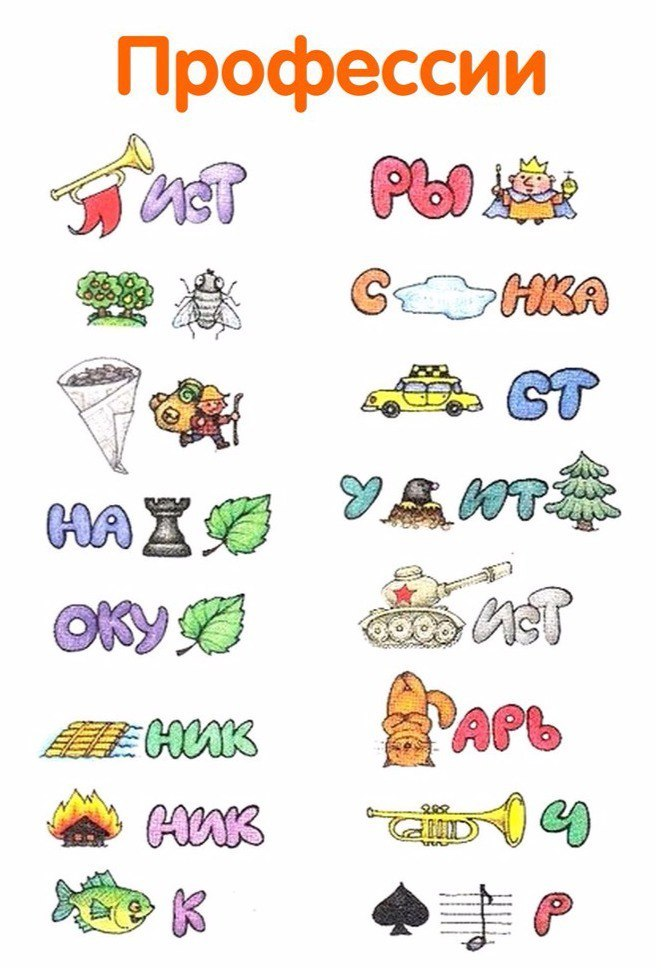 Профессии
ИСТ
НА
ОКУ
НИК
НИК
К
РЫ
С НКА
СТ
У ИТ
ИСТ
АРЬ
Ч
Р